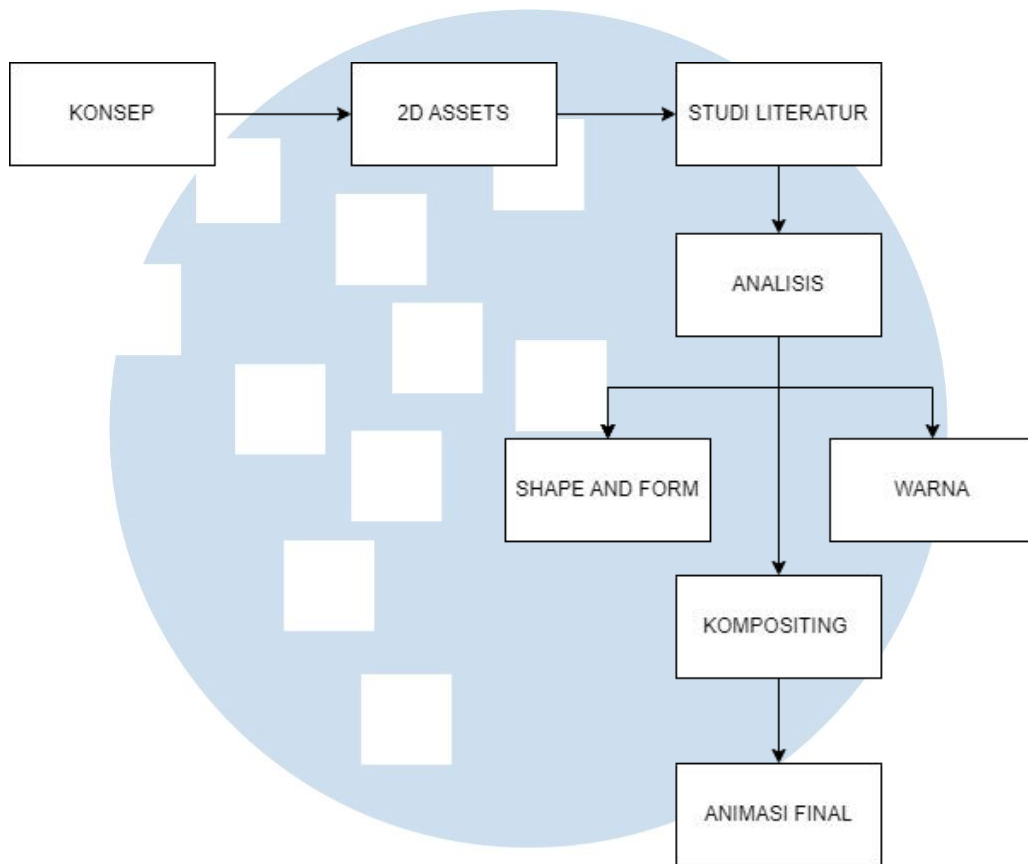 KONSEP
2D ASSETS
STUDI LITERATUR
ANALISIS
SHAPE AND FORM
WARNA
KOMPOSITING
ANIMASI FINAL